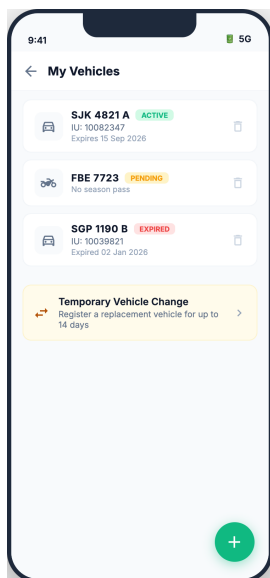 9:41
5G
My Vehicles
SJK 4821 A ACTIVE
IU: 10082347
Expires 15 Sep 2026
FBE 7723 PENDING
No season pass
SGP 1190 B EXPIRED
IU: 10039821
Expired 02 Jan 2026
Temporary Vehicle Change
Register a replacement vehicle for up to
14 days